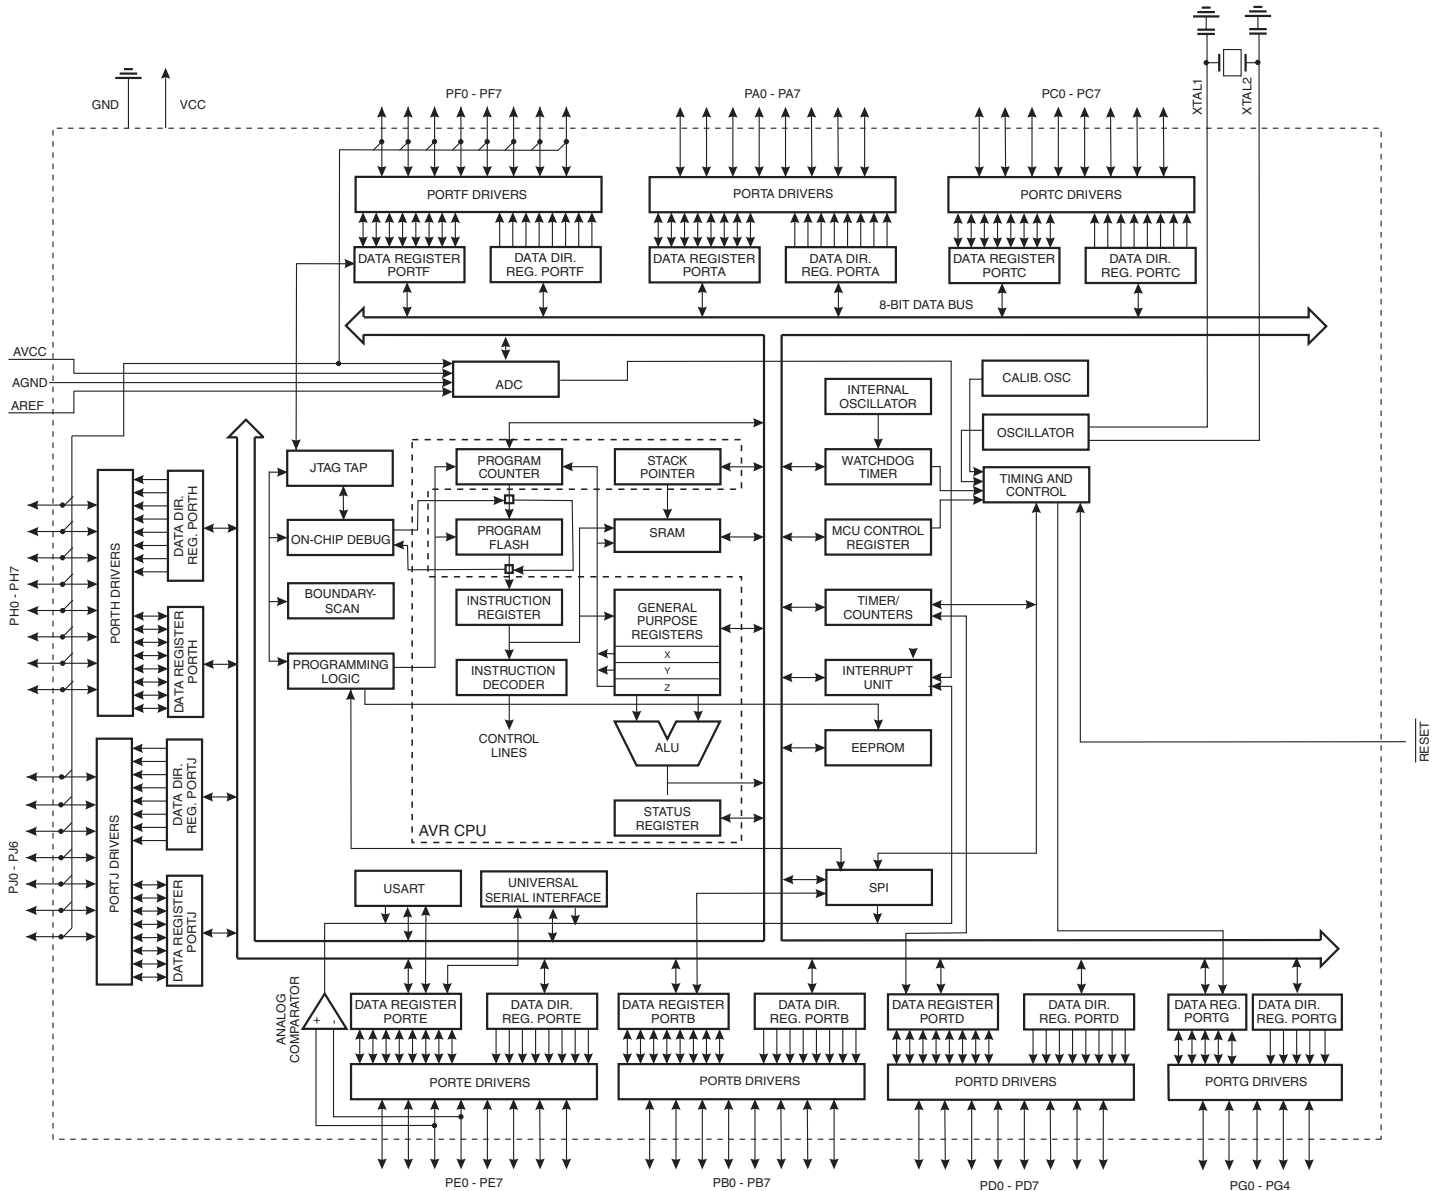 XTAL1
XTAL2
GND
VCC
PF0 - PF7
PA0 - PA7
PC0 - PC7
PORTF DRIVERS
PORTA DRIVERS
PORTC DRIVERS
DATA REGISTER
PORTF
DATA DIR.
REG. PORTF
DATA REGISTER
PORTA
DATA DIR.
REG. PORTA
DATA REGISTER
PORTC
DATA DIR.
REG. PORTC
8-BIT DATA BUS
AVCC
AGND
AREF
ADC
CALIB. OSC
INTERNAL
OSCILLATOR
OSCILLATOR
JTAG TAP
PROGRAM
COUNTER
STACK
POINTER
WATCHDOG
TIMER
TIMING AND
CONTROL
ON-CHIP DEBUG
PROGRAM
FLASH
SRAM
MCU CONTROL
REGISTER
BOUNDARY-
SCAN
INSTRUCTION
REGISTER
GENERAL
PURPOSE
REGISTERS
X
Y
Z
TIMER/
COUNTERS
PROGRAMMING
LOGIC
INSTRUCTION
DECODER
INTERRUPT
UNIT
CONTROL
LINES
ALU
EEPROM
RESET
STATUS
REGISTER
AVR CPU
PH0 - PH7
PORTH DRIVERS
DATA DIR.
REG. PORTH
DATA REGISTER
PORTH
PJ0 - PJ6
PORTJ DRIVERS
DATA DIR.
REG. PORTJ
DATA REGISTER
PORTJ
USART
UNIVERSAL
SERIAL INTERFACE
SPI
ANALOG
COMPARATOR
+
-
DATA REGISTER
PORTE
DATA DIR.
REG. PORTE
DATA REGISTER
PORTB
DATA DIR.
REG. PORTB
DATA REGISTER
PORTD
DATA DIR.
REG. PORTD
DATA REG.
PORTG
DATA DIR.
REG. PORTG
PORTE DRIVERS
PORTB DRIVERS
PORTD DRIVERS
PORTG DRIVERS
PE0 - PE7
PB0 - PB7
PD0 - PD7
PG0 - PG4